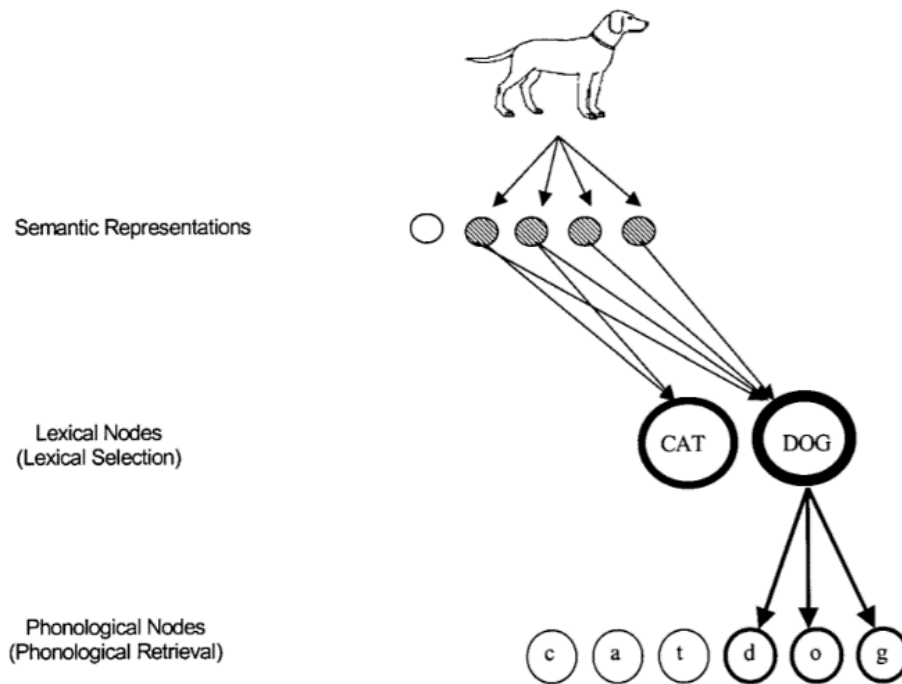 Semantic Representations
Lexical Nodes
(Lexical Selection)
CAT DOG
Phonological Nodes
(Phonological Retrieval)
c a t d o g